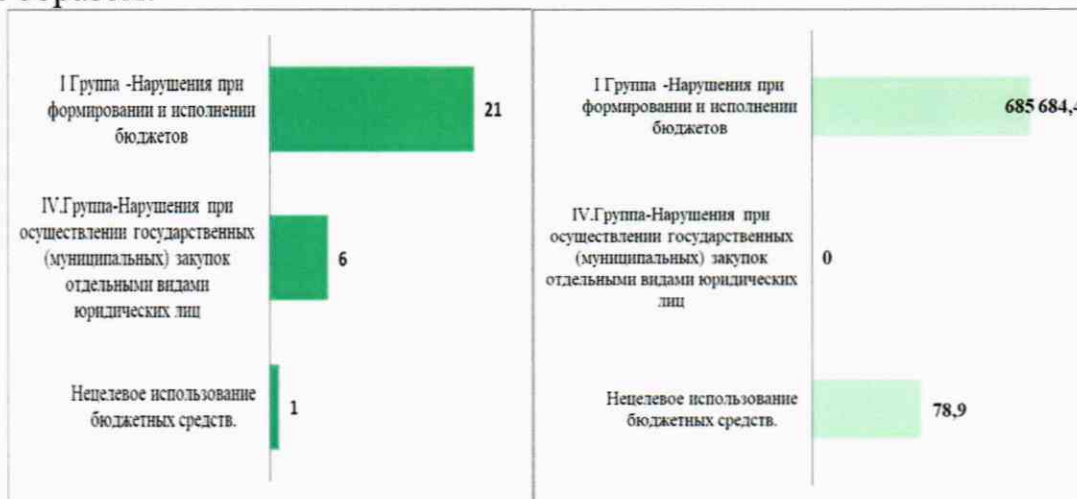 I Группа -Нарушения при
формировании и исполнении
бюджетов
21
IV.Группа-Нарушения при
осуществлении государственных
(муниципальных) закупок
отдельными видами
юридических лиц
6
Нецелевое использование
бюджетных средств.
1
I Группа -Нарушения при
формировании и исполнении
бюджетов
685 684,4
IV.Группа-Нарушения при
осуществлении государственных
(муниципальных) закупок
отдельными видами юридических
лиц
0
Нецелевое использование
бюджетных средств.
78,9